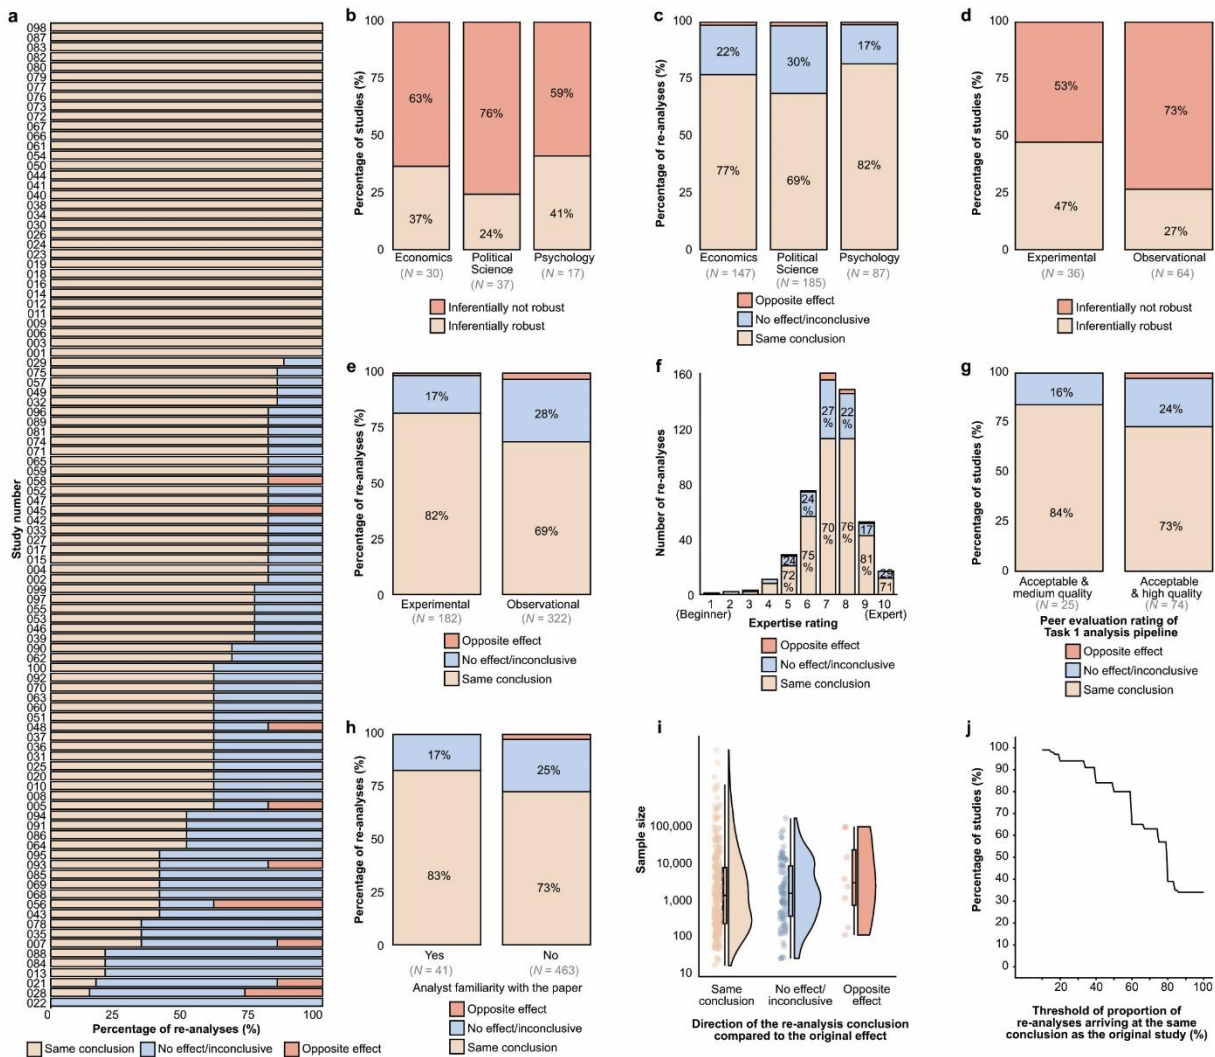 a
Study number
098
087
083
082
080
079
077
076
073
072
067
066
061
054
050
044
041
040
038
034
030
026
024
023
019
018
016
014
012
011
009
006
003
001
029
075
057
049
032
096
089
081
074
071
065
059
058
052
047
045
042
033
027
017
015
004
002
099
097
055
053
046
039
090
062
100
092
070
063
060
051
048
037
036
031
025
020
010
008
005
094
091
086
064
095
093
085
069
068
056
043
078
035
007
088
084
013
021
028
022
0 25 50 75 100
Percentage of re-analyses (%)
Same conclusion No effect/inconclusive Opposite effect
b
Percentage of studies (%)
100
75
50
25
0
63% 76% 59%
37% 24% 41%
Economics Political Science Psychology
(N = 30) (N = 37) (N = 17)
Inferentially not robust
Inferentially robust
c
Percentage of re-analyses (%)
100
75
50
25
0
22% 30% 17%
77% 69% 82%
Economics Political Science Psychology
(N = 147) (N = 185) (N = 87)
Opposite effect
No effect/inconclusive
Same conclusion
d
Percentage of studies (%)
100
75
50
25
0
53% 73%
47% 27%
Experimental Observational
(N = 36) (N = 64)
Inferentially not robust
Inferentially robust
e
Percentage of re-analyses (%)
100
75
50
25
0
17% 28%
82% 69%
Experimental Observational
(N = 182) (N = 322)
Opposite effect
No effect/inconclusive
Same conclusion
f
Number of re-analyses
160
120
80
40
0
24 24 % 27 % 22 % 17 29
72 % 75 % 70 % 76 % 81 % 71
1 2 3 4 5 6 7 8 9 10
(Beginner) (Expert)
Expertise rating
Opposite effect
No effect/inconclusive
Same conclusion
g
Percentage of studies (%)
100
75
50
25
0
16% 24%
84% 73%
Acceptable & medium quality Acceptable & high quality
(N = 25) (N = 74)
Peer evaluation rating of
Task 1 analysis pipeline
Opposite effect
No effect/inconclusive
Same conclusion
h
Percentage of re-analyses (%)
100
75
50
25
0
17% 25%
83% 73%
Yes No
(N = 41) (N = 463)
Analyst familiarity with the paper
Opposite effect
No effect/inconclusive
Same conclusion
i
Sample size
100,000
10,000
1,000
100
10
Same conclusion No effect/ inconclusive Opposite effect
Direction of the re-analysis conclusion
compared to the original effect
j
Percentage of studies (%)
100
90
80
70
60
50
40
30
20
10
0
0 20 40 60 80 100
Threshold of proportion of
re-analyses arriving at the same
conclusion as the original study (%)